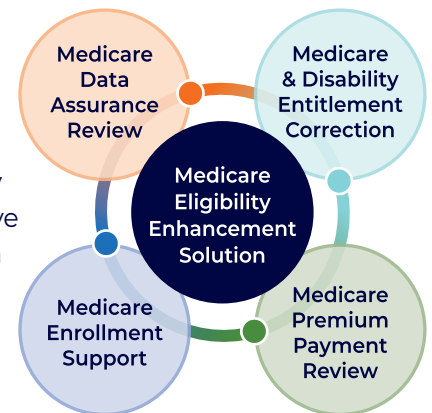 Medicare
Data
Assurance
Review
Medicare
& Disability
Entitlement
Correction
Medicare
Eligibility
Enhancement
Solution
Medicare
Enrollment
Support
Medicare
Premium
Payment
Review